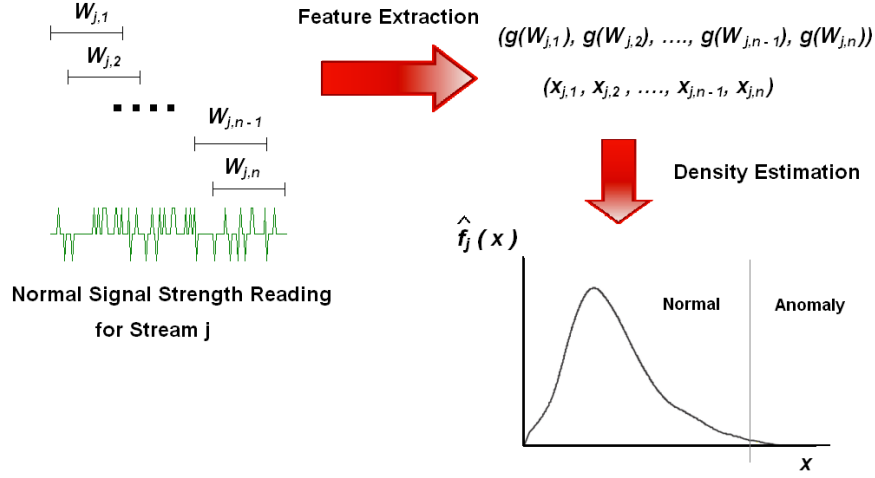 W_{j,1}
W_{j,2}
W_{j,n-1}
W_{j,n}
Normal Signal Strength Reading
for Stream j
Feature Extraction
(g(W_{j,1}), g(W_{j,2}), ...., g(W_{j,n-1}), g(W_{j,n}))
(x_{j,1}, x_{j,2}, ...., x_{j,n-1}, x_{j,n})
Density Estimation
\hat{f}_j(x)
Normal
Anomaly
x